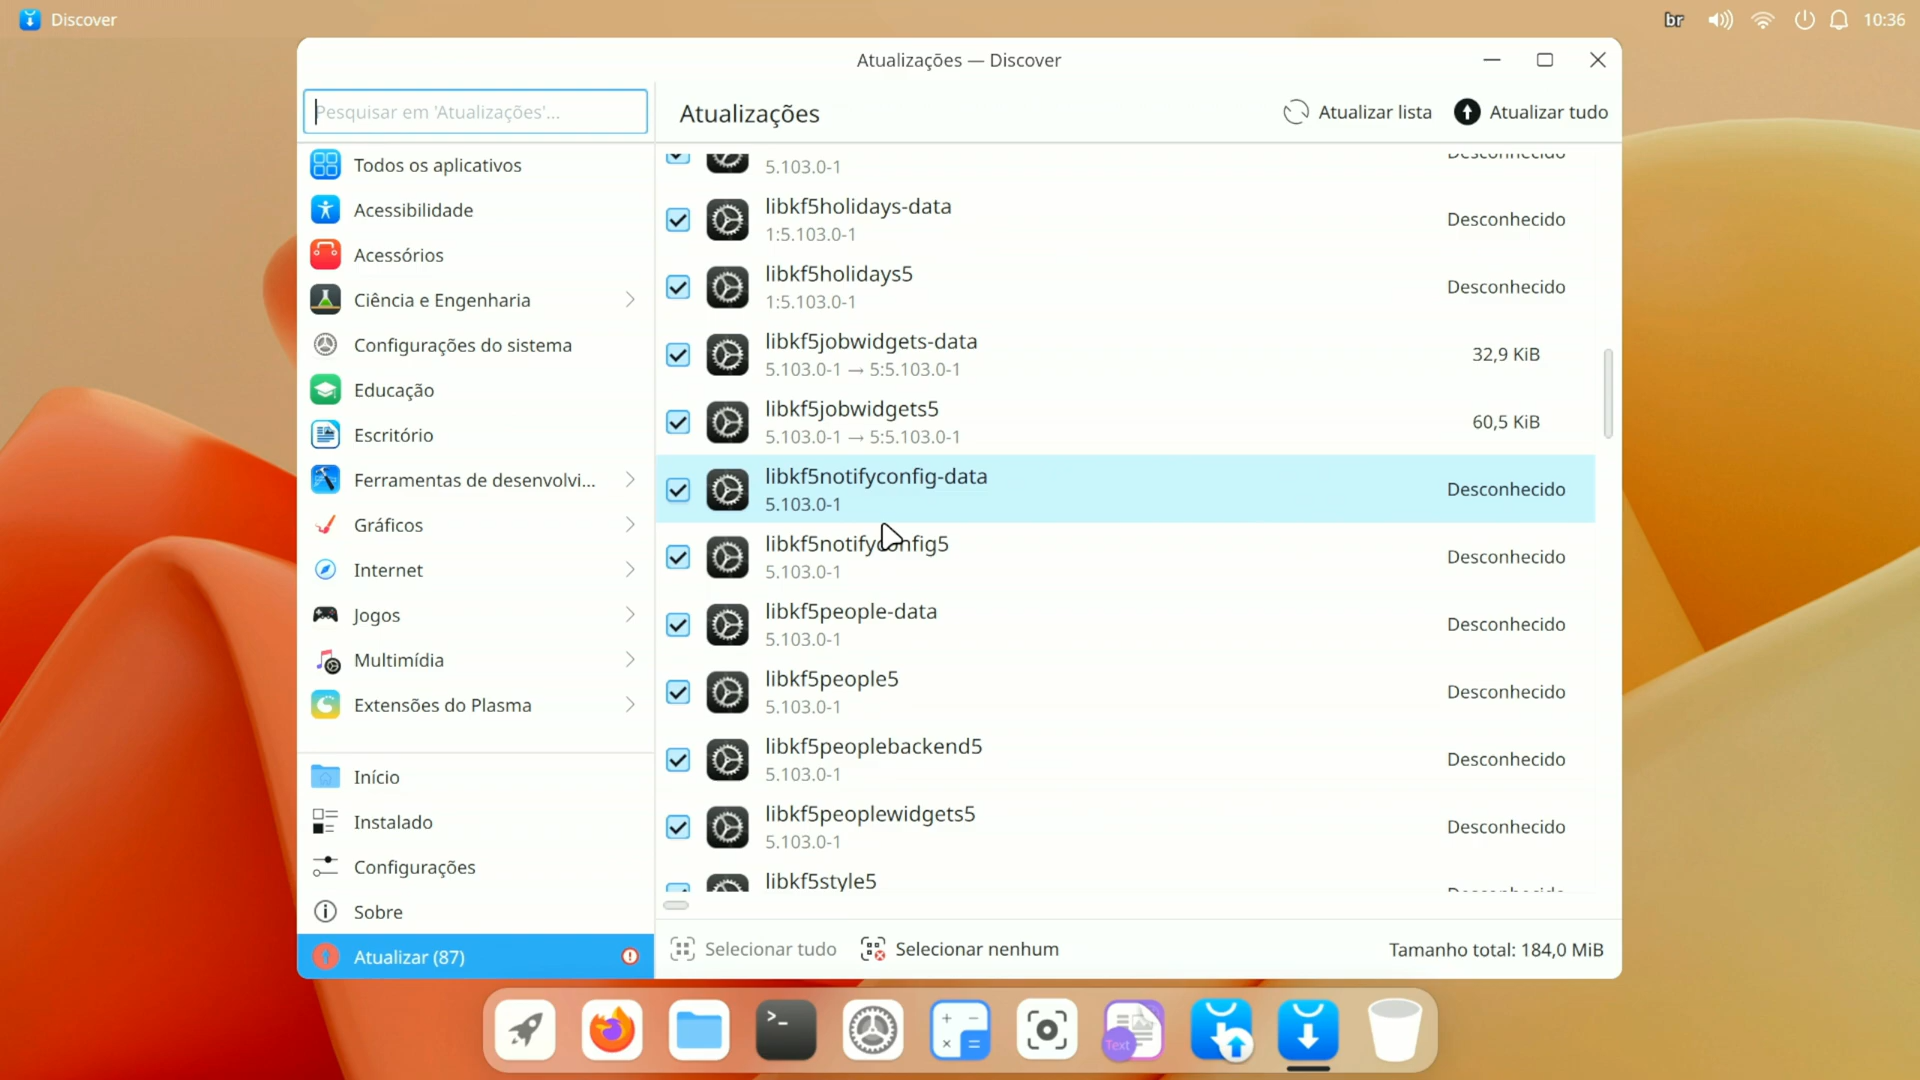 Discover
br
10:36
Atualizações — Discover
Pesquisar em 'Atualizações'...
Atualizações
Atualizar lista
Atualizar tudo
Todos os aplicativos
Acessibilidade
Acessórios
Ciência e Engenharia
Configurações do sistema
Educação
Escritório
Ferramentas de desenvolvi...
Gráficos
Internet
Jogos
Multimídia
Extensões do Plasma
Início
Instalado
Configurações
Sobre
Atualizar (87)
5.103.0-1
Desconhecido
libkf5holidays-data
1:5.103.0-1
Desconhecido
libkf5holidays5
1:5.103.0-1
Desconhecido
libkf5jobwidgets-data
5.103.0-1 → 5:5.103.0-1
32,9 KiB
libkf5jobwidgets5
5.103.0-1 → 5:5.103.0-1
60,5 KiB
libkf5notifyconfig-data
5.103.0-1
Desconhecido
libkf5notifyconfig5
5.103.0-1
Desconhecido
libkf5people-data
5.103.0-1
Desconhecido
libkf5people5
5.103.0-1
Desconhecido
libkf5peoplebackend5
5.103.0-1
Desconhecido
libkf5peoplewidgets5
5.103.0-1
Desconhecido
libkf5style5
Desconhecido
Selecionar tudo
Selecionar nenhum
Tamanho total: 184,0 MiB
Text